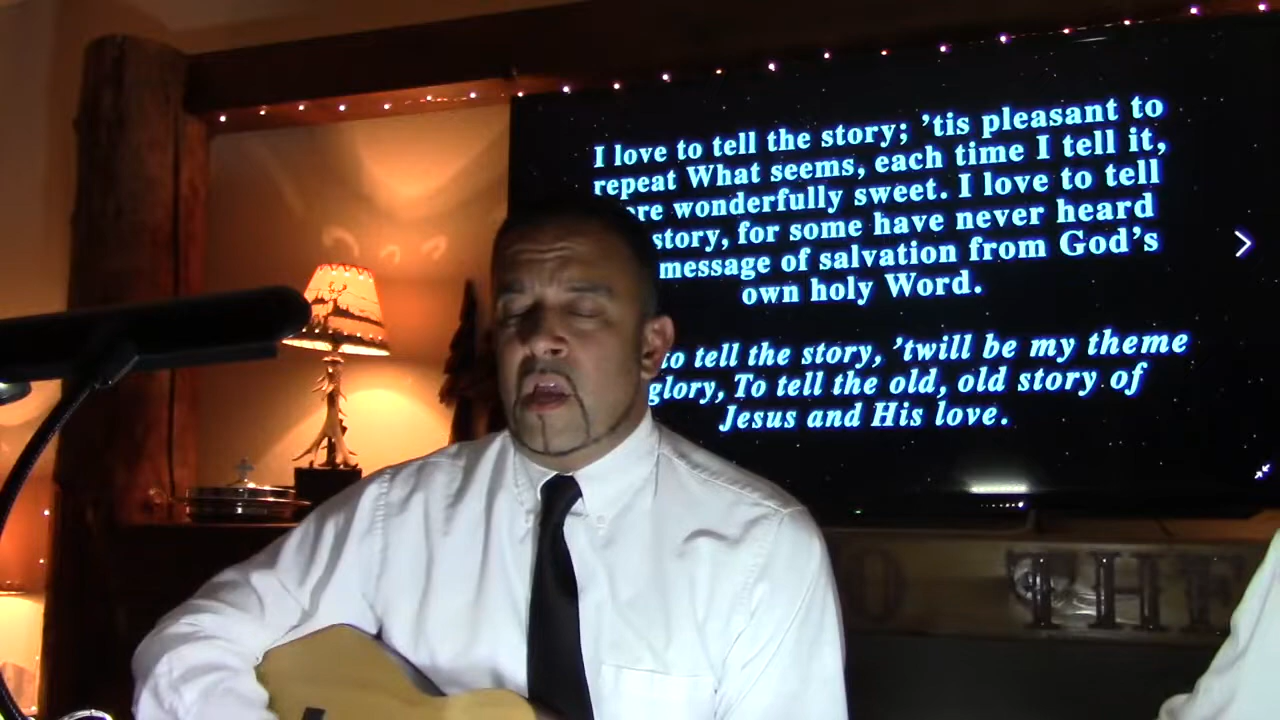 I love to tell the story; ’tis pleasant to
repeat What seems, each time I tell it,
wonderfully sweet. I love to tell
story, for some have never heard
message of salvation from God’s
own holy Word.
to tell the story, ’twill be my theme
glory, To tell the old, old story of
Jesus and His love.
THE